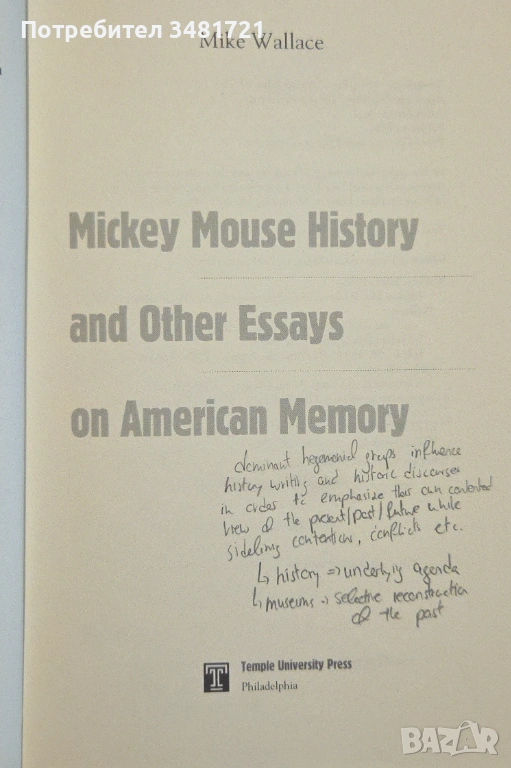 Потребител 3481721
Mike Wallace
Mickey Mouse History
and Other Essays
on American Memory
dominant hegemonial groups influence
history writing and historic discourses
in order to emphasize their own contented
view of the present/past/future while
sideling contention, conflicts etc.
↳ history ⇒ underlying agenda
↳ museums ⇒ selective reconstruction
of the past
Temple University Press
Philadelphia
BAZAR